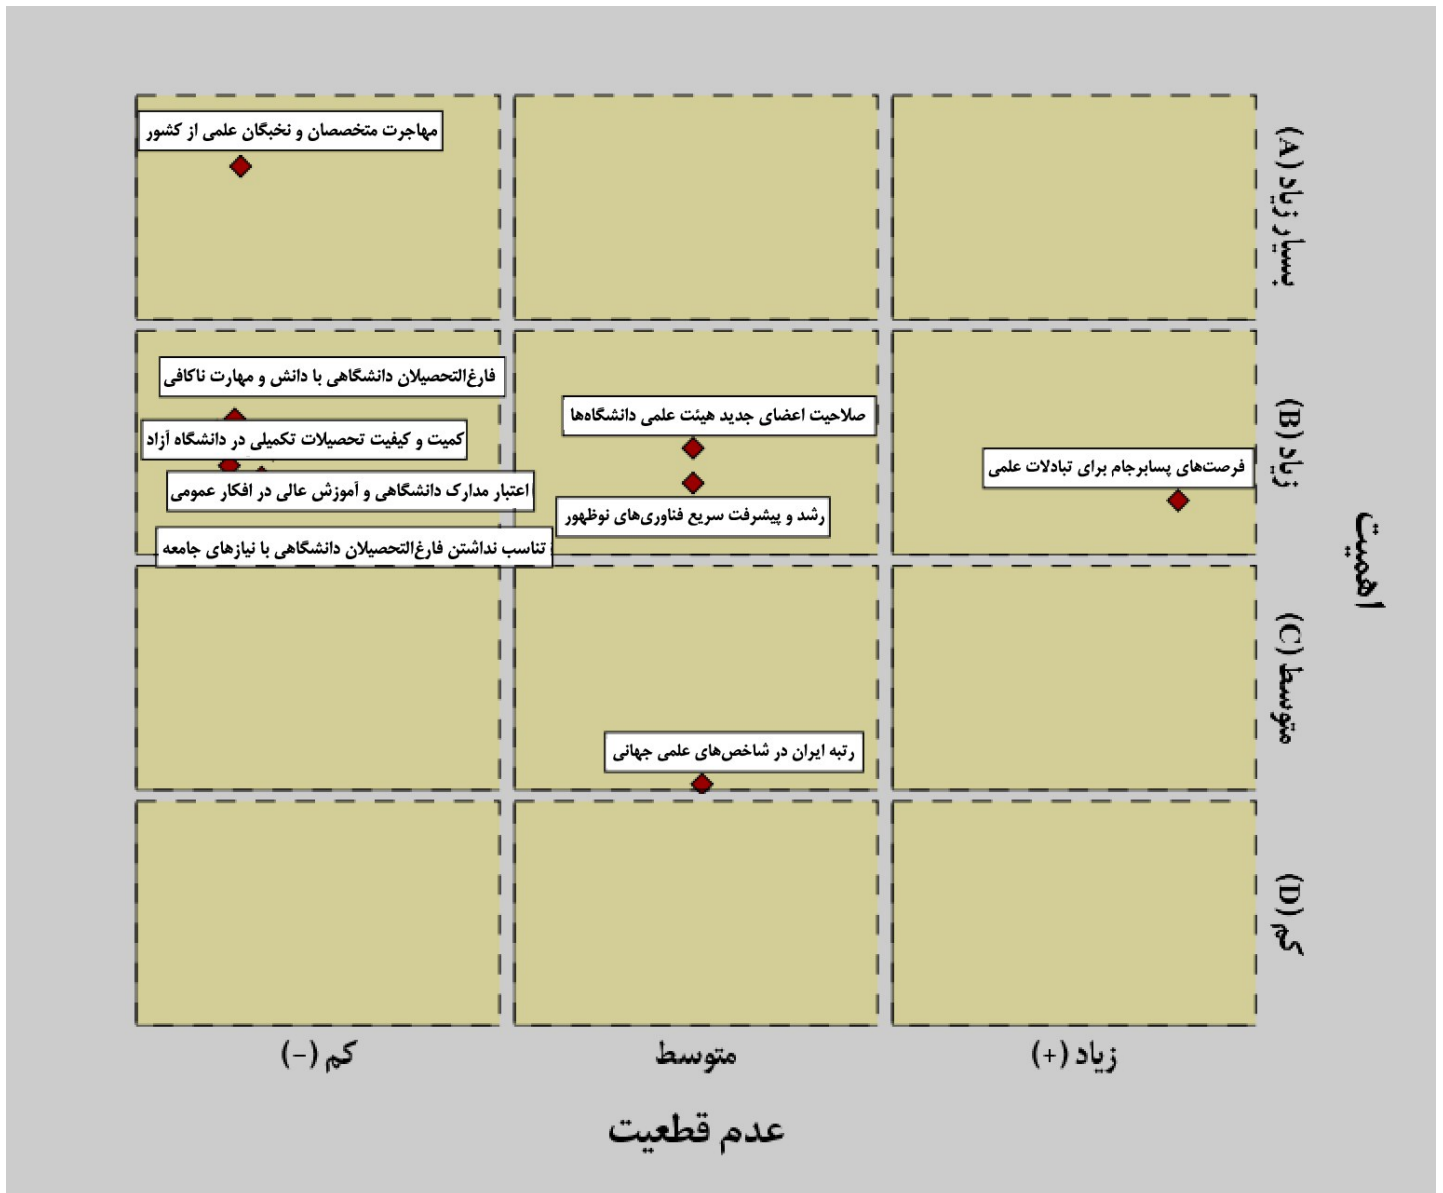 مهاجرت متخصصان و نخبگان علمی از کشور
بسیار زیاد (A)
فارغ‌التحصیلان دانشگاهی با دانش و مهارت ناکافی
صلاحیت اعضای جدید هیئت علمی دانشگاه‌ها
کمیت و کیفیت تحصیلات تکمیلی در دانشگاه آزاد
فرصت‌های پسابرجام برای تبادلات علمی
زیاد (B)
اعتبار مدارک دانشگاهی و آموزش عالی در افکار عمومی
رشد و پیشرفت سریع فناوری‌های نوظهور
تناسب نداشتن فارغ‌التحصیلان دانشگاهی با نیازهای جامعه
اهمیت
متوسط (C)
رتبه ایران در شاخص‌های علمی جهانی
کم (D)
زیاد (+)
متوسط
کم (-)
عدم قطعیت